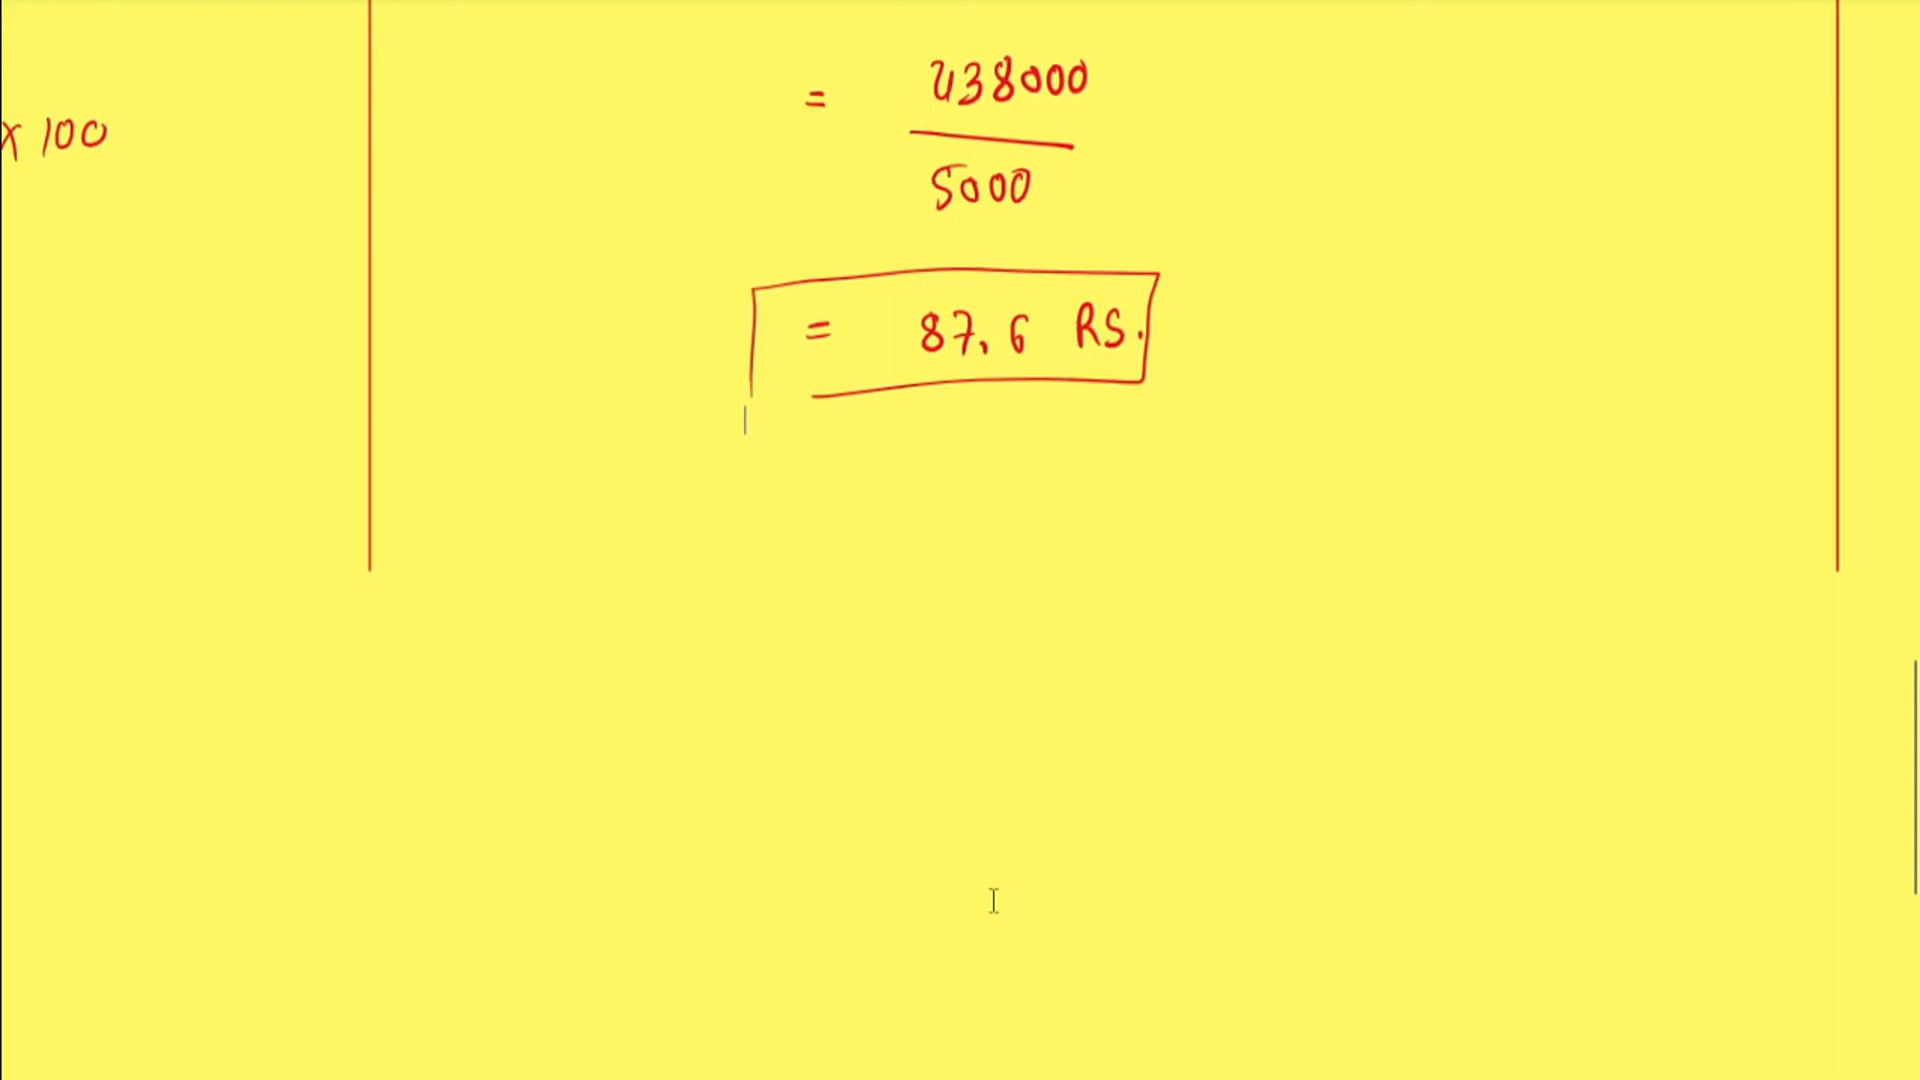 x 100
= 438000
5000
= 87.6 RS.